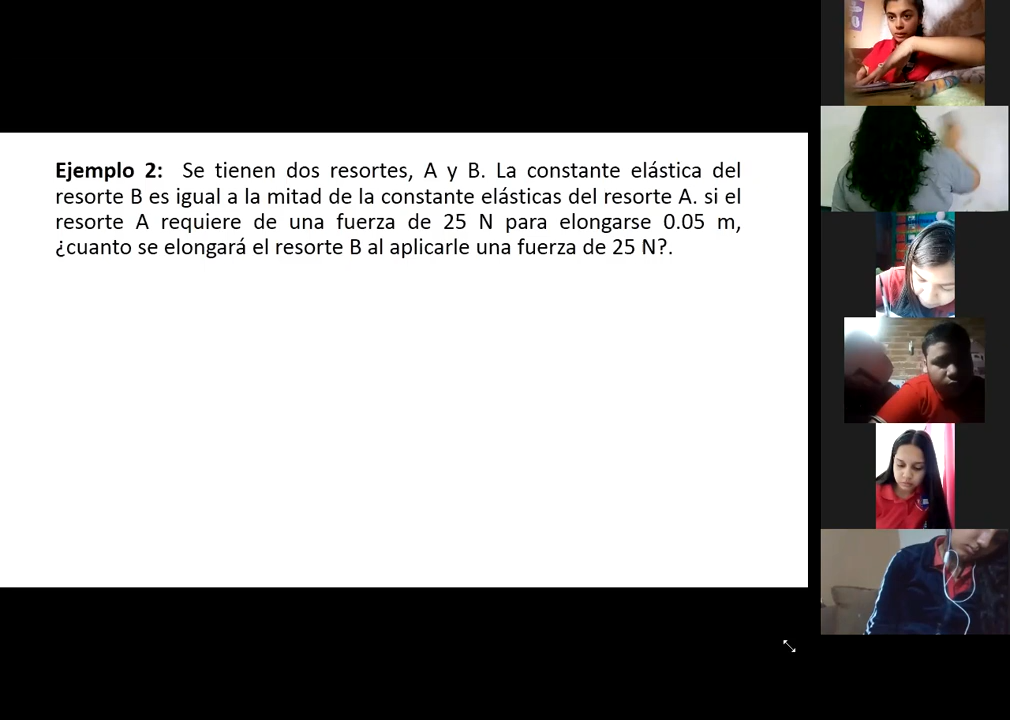 Ejemplo 2: Se tienen dos resortes, A y B. La constante elástica del
resorte B es igual a la mitad de la constante elásticas del resorte A. si el
resorte A requiere de una fuerza de 25 N para elongarse 0.05 m,
¿cuanto se elongará el resorte B al aplicarle una fuerza de 25 N?.